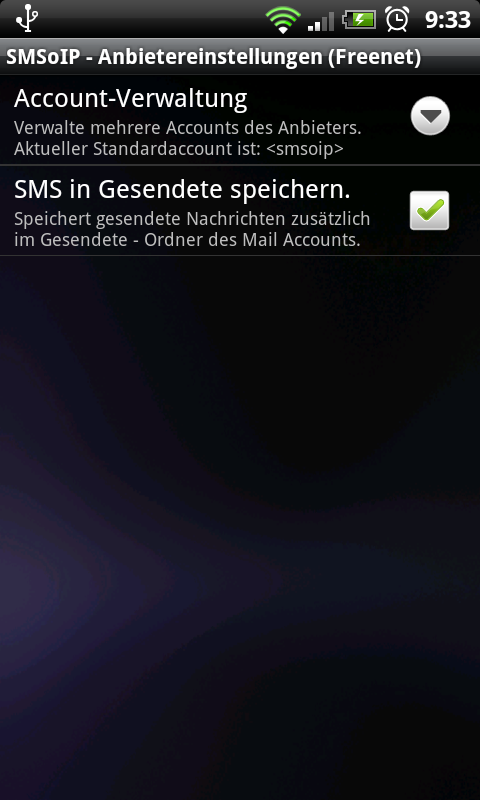 9:33
SMSoIP - Anbietereinstellungen (Freenet)
Account-Verwaltung
Verwalte mehrere Accounts des Anbieters.
Aktueller Standardaccount ist: <smsoip>
SMS in Gesendete speichern.
Speichert gesendete Nachrichten zusätzlich
im Gesendete - Ordner des Mail Accounts.